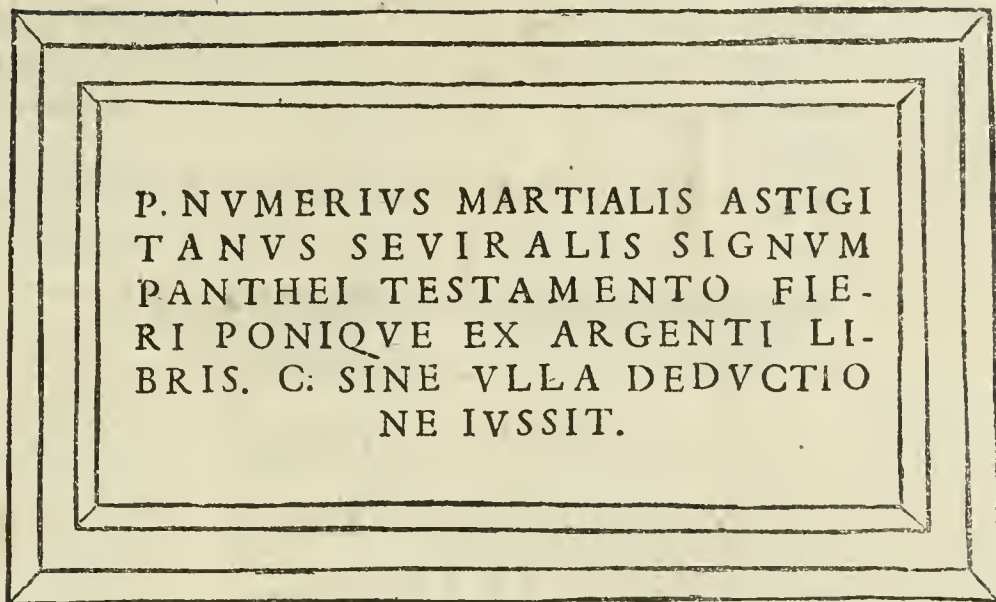 P. NVMERIVS MARTIALIS ASTIGI
TANVS SEVIRALIS SIGNVM
PANTHEI TESTAMENTO FIE-
RI PONIQVE EX ARGENTI LI-
BRIS. C: SINE VLLA DEDVCTIO
NE IVSSIT.